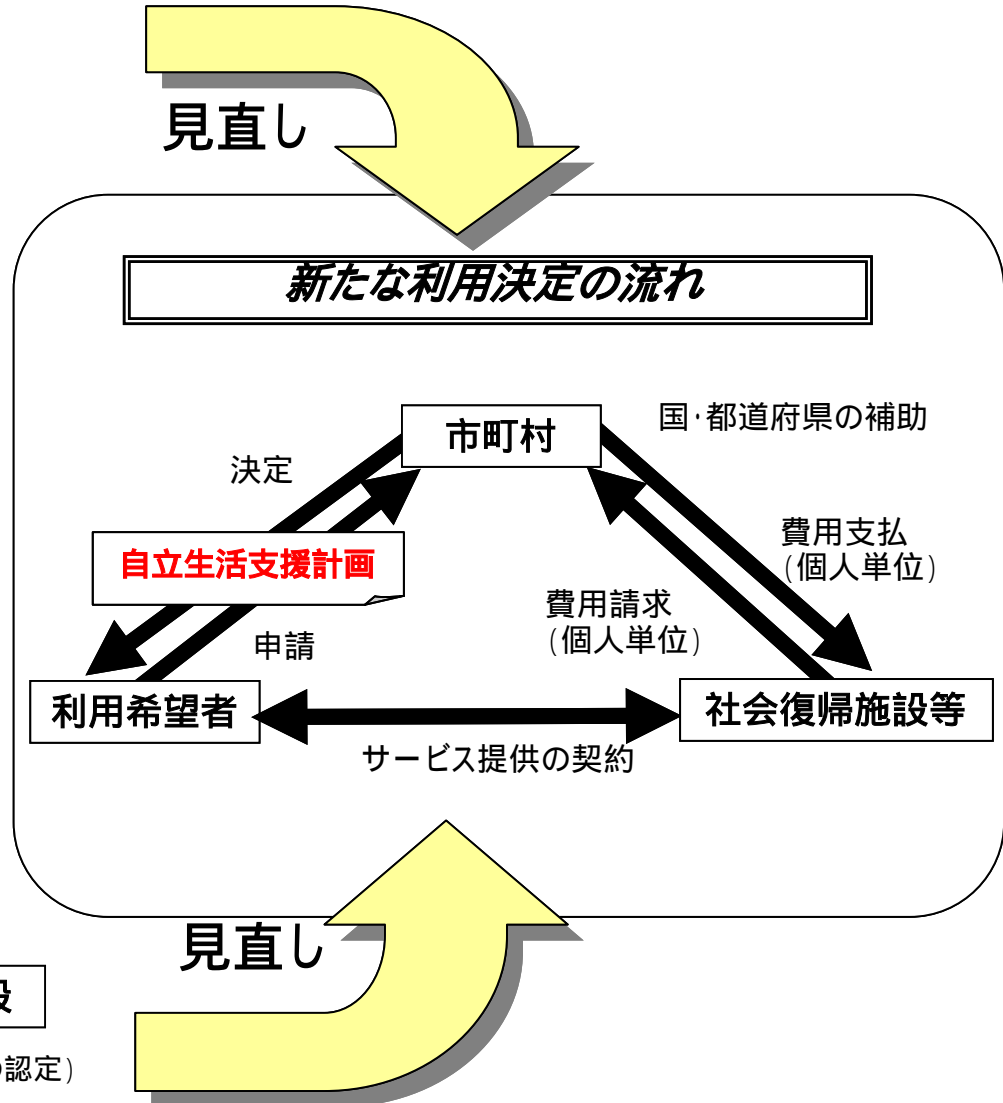 見直し
新たな利用決定の流れ
市町村
国・都道府県の補助
決定
自立生活支援計画
費用支払
(個人単位)
費用請求
(個人単位)
申請
利用希望者
社会復帰施設等
サービス提供の契約
見直し
設
認定)